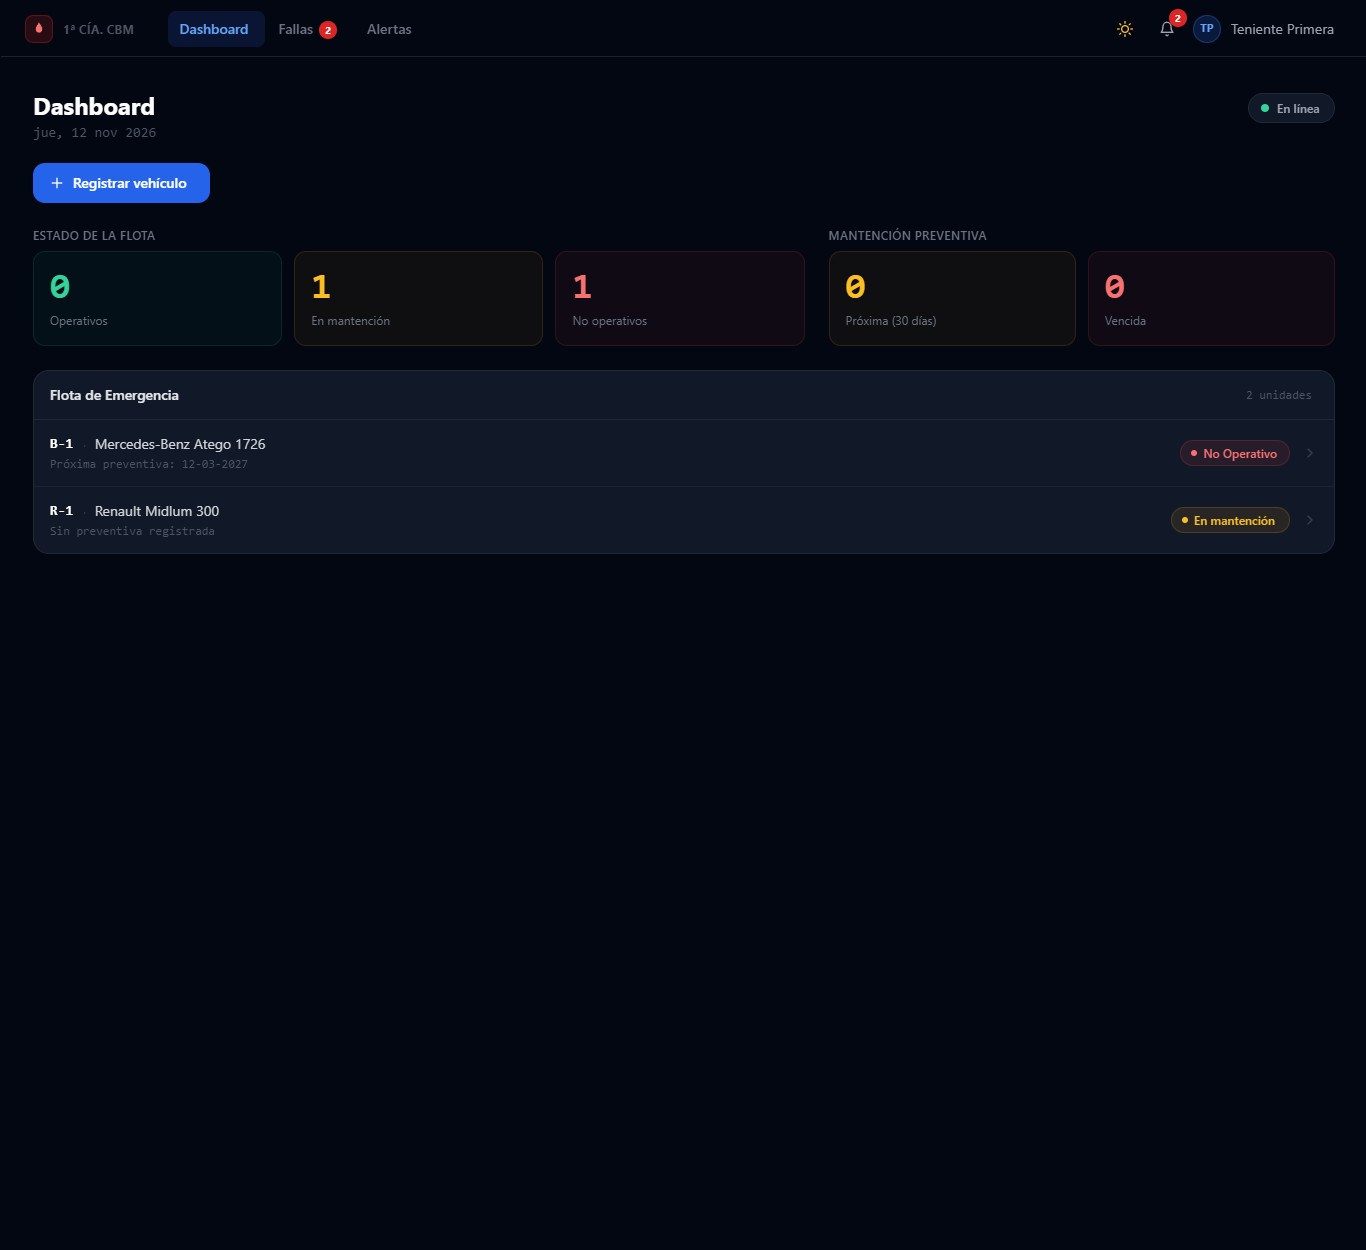 1ª CÍA. CBM
Dashboard
Fallas 2
Alertas
2
TP
Teniente Primera
Dashboard
jue, 12 nov 2026
En línea
+ Registrar vehículo
ESTADO DE LA FLOTA
0
Operativos
1
En mantención
1
No operativos
MANTENCIÓN PREVENTIVA
0
Próxima (30 días)
0
Vencida
Flota de Emergencia
2 unidades
B-1 · Mercedes-Benz Atego 1726
Próxima preventiva: 12-03-2027
No Operativo
R-1 · Renault Midlum 300
Sin preventiva registrada
En mantención